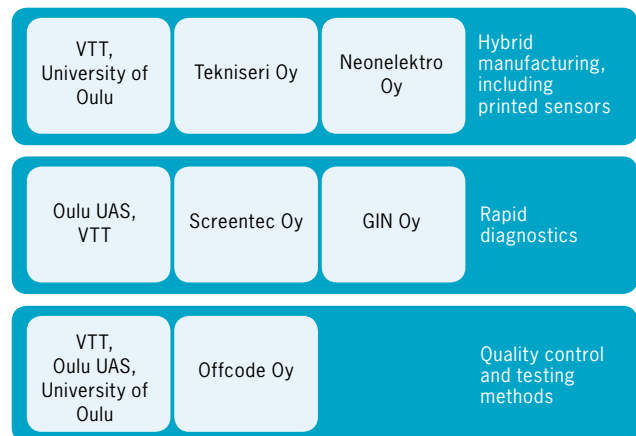 VTT,
University of
Oulu
Tekniseri Oy
Neonelektro
Oy
Hybrid
manufacturing,
including
printed sensors
Oulu UAS,
VTT
Screentec Oy
GIN Oy
Rapid
diagnostics
VTT,
Oulu UAS,
University of
Oulu
Offcode Oy
Quality control
and testing
methods